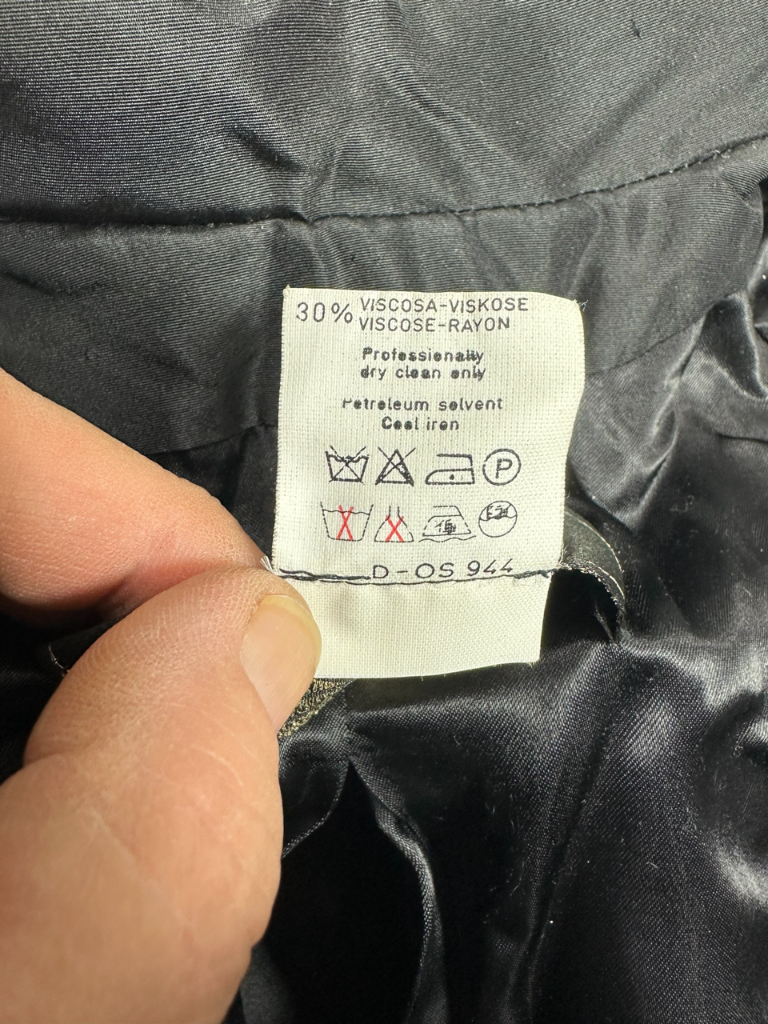 30% VISCOSA-VISKOSE
VISCOSE-RAYON
Professionally
dry clean only
Petroleum solvent
Cool iron
P
D-OS 944